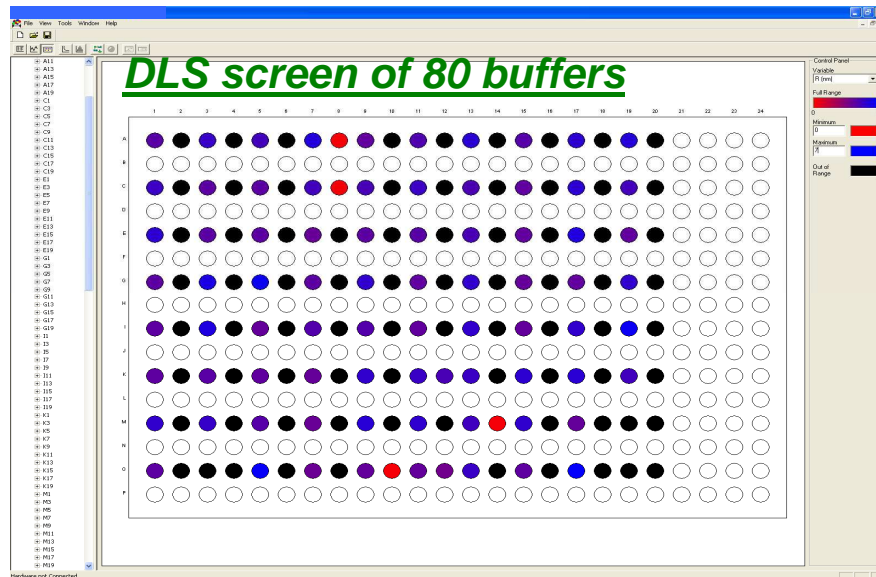 File View Tools Window Help
DLS screen of 80 buffers
A11
A13
A15
A17
A19
C1
C3
C5
C7
C9
C11
C13
C15
C17
C19
E1
E3
E5
E7
E9
E11
E13
E15
E17
E19
G1
G3
G5
G7
G9
G11
G13
G15
G17
G19
I1
I3
I5
I7
I9
I11
I13
I15
I17
I19
K1
K3
K5
K7
K9
K11
K13
K15
K17
K19
M1
M3
M5
M7
M9
M11
M13
M15
M17
M19
1 2 3 4 5 6 7 8 9 10 11 12 13 14 15 16 17 18 19 20 21 22 23 24
A
B
C
D
E
F
G
H
I
J
K
L
M
N
O
P
Control Panel
Variable
R (nm)
Full Range
0
Minimum
0
Maximum
7
Out of
Range
Hardware not Connected